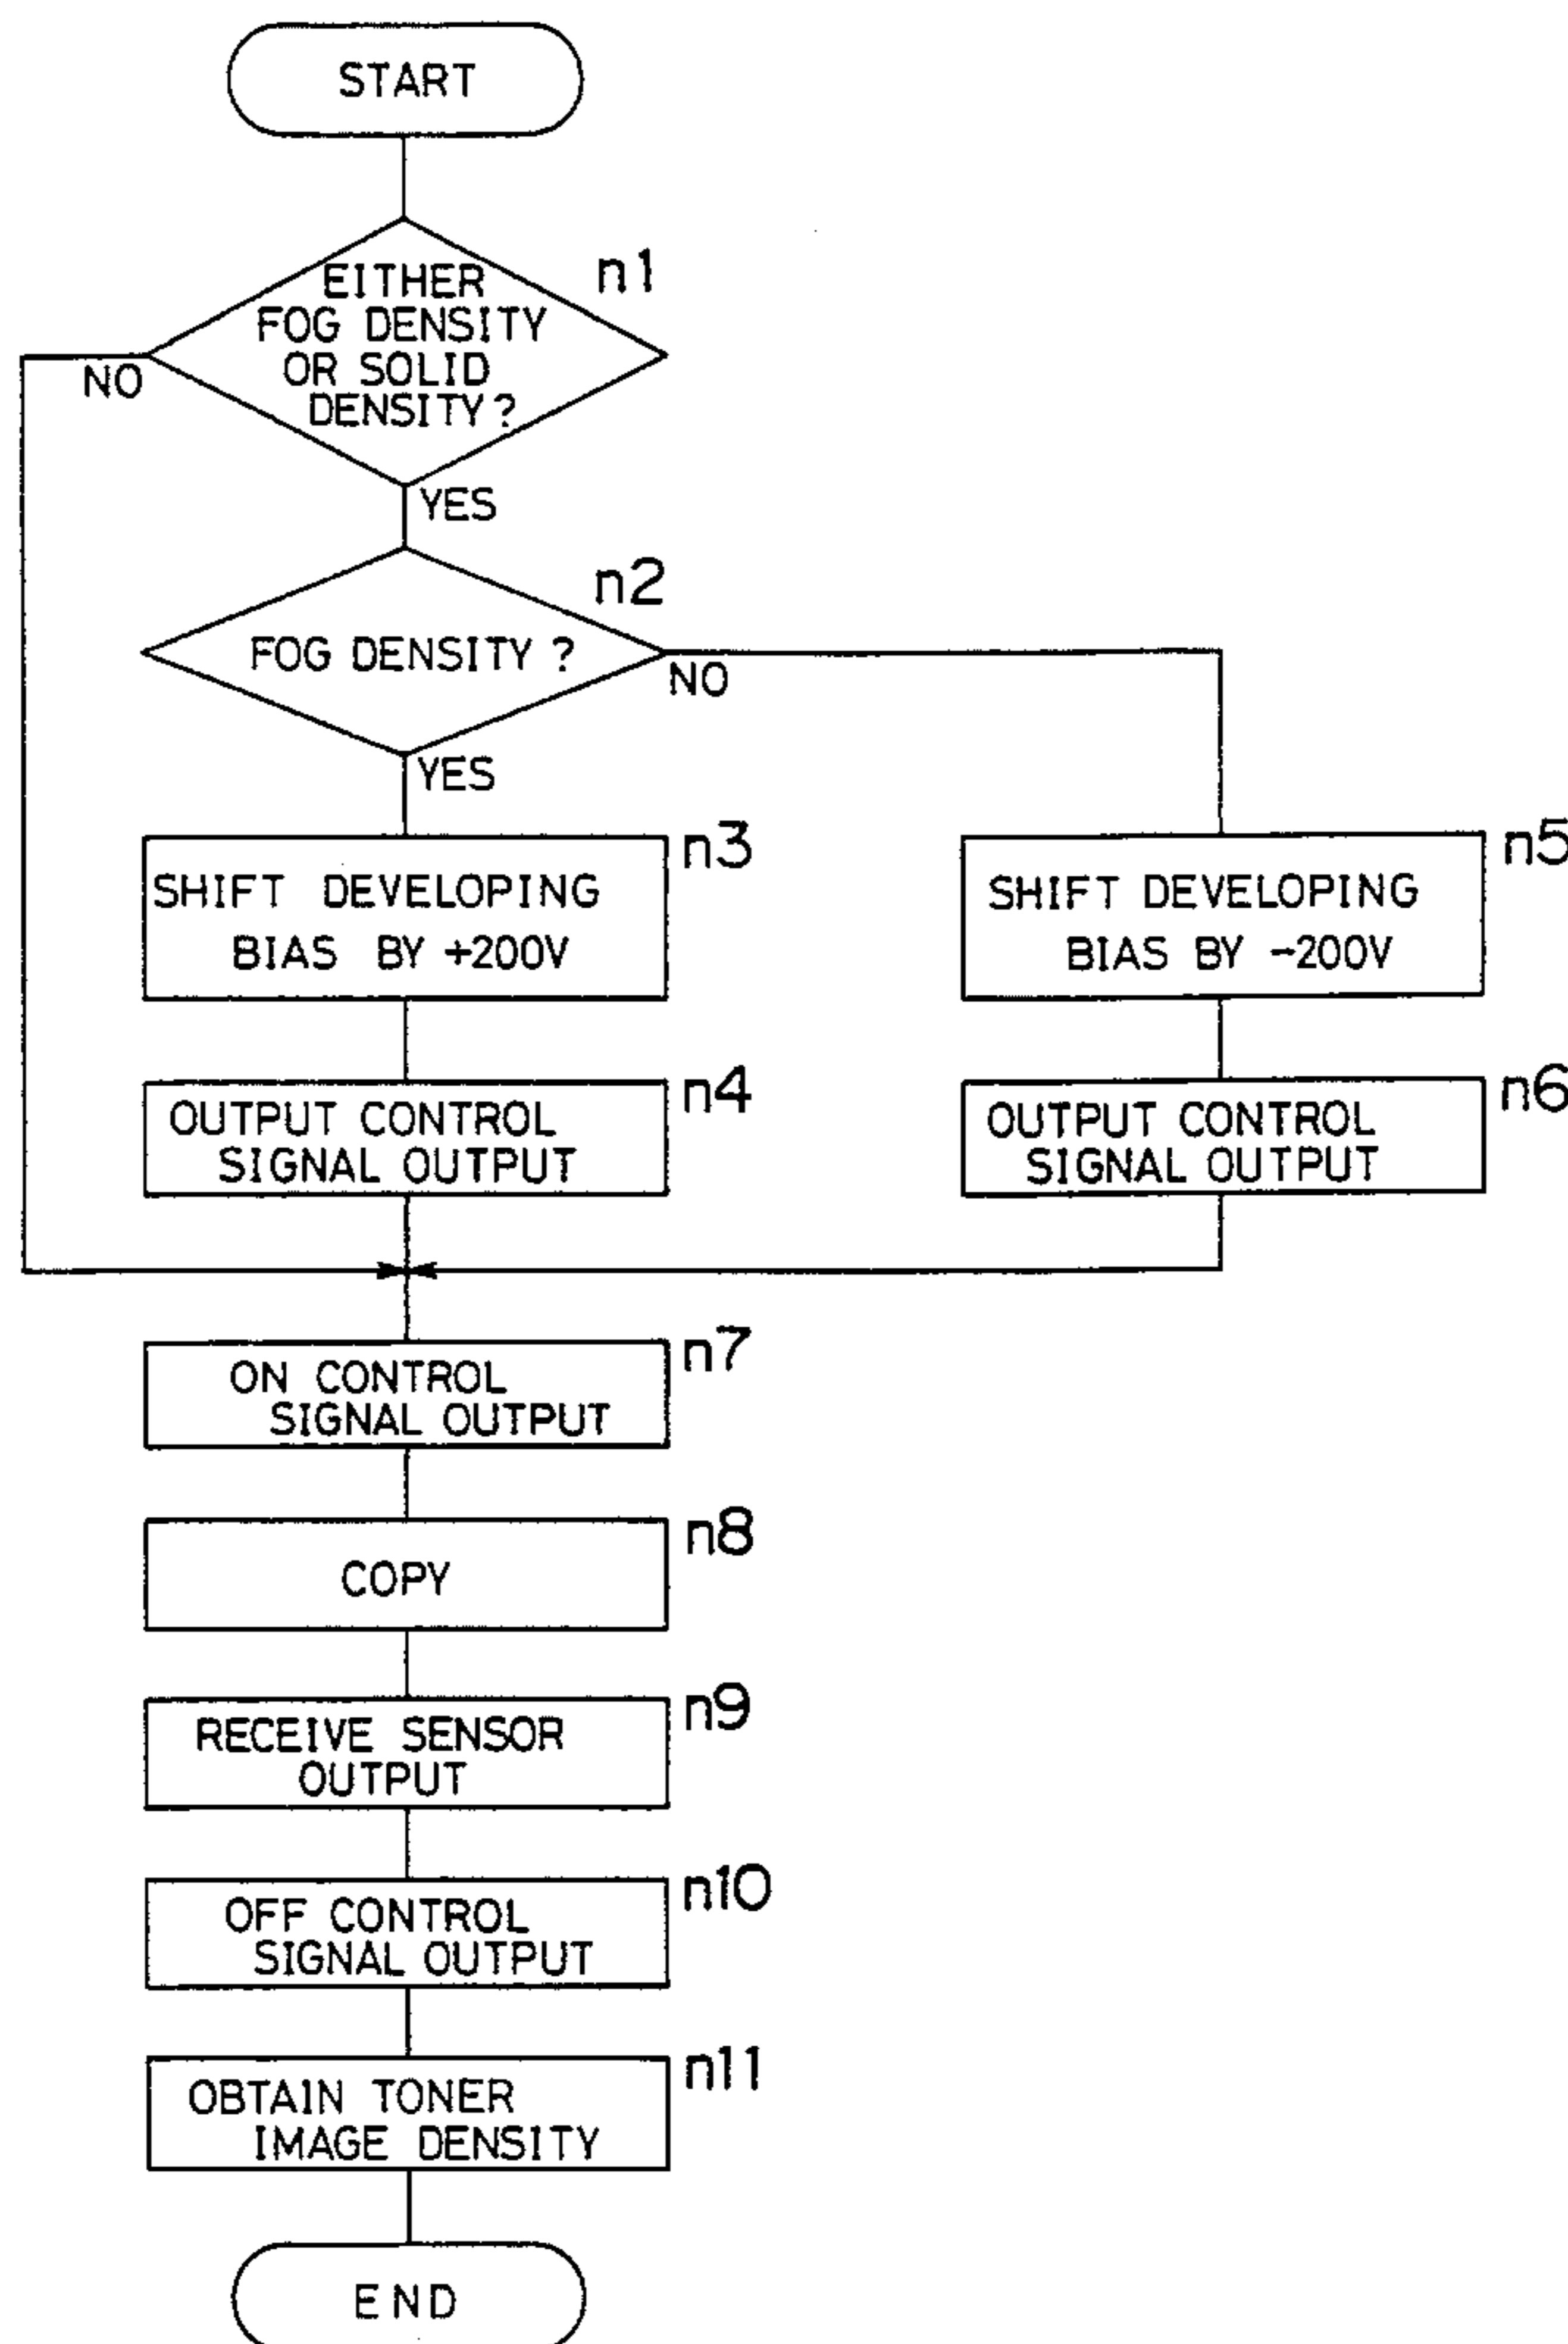 START
n1
EITHER
FOG DENSITY
OR SOLID
DENSITY?
NO
YES
n2
FOG DENSITY ?
NO
YES
n3
SHIFT DEVELOPING
BIAS BY +200V
n5
SHIFT DEVELOPING
BIAS BY -200V
n4
OUTPUT CONTROL
SIGNAL OUTPUT
n6
OUTPUT CONTROL
SIGNAL OUTPUT
n7
ON CONTROL
SIGNAL OUTPUT
n8
COPY
n9
RECEIVE SENSOR
OUTPUT
n10
OFF CONTROL
SIGNAL OUTPUT
n11
OBTAIN TONER
IMAGE DENSITY
END